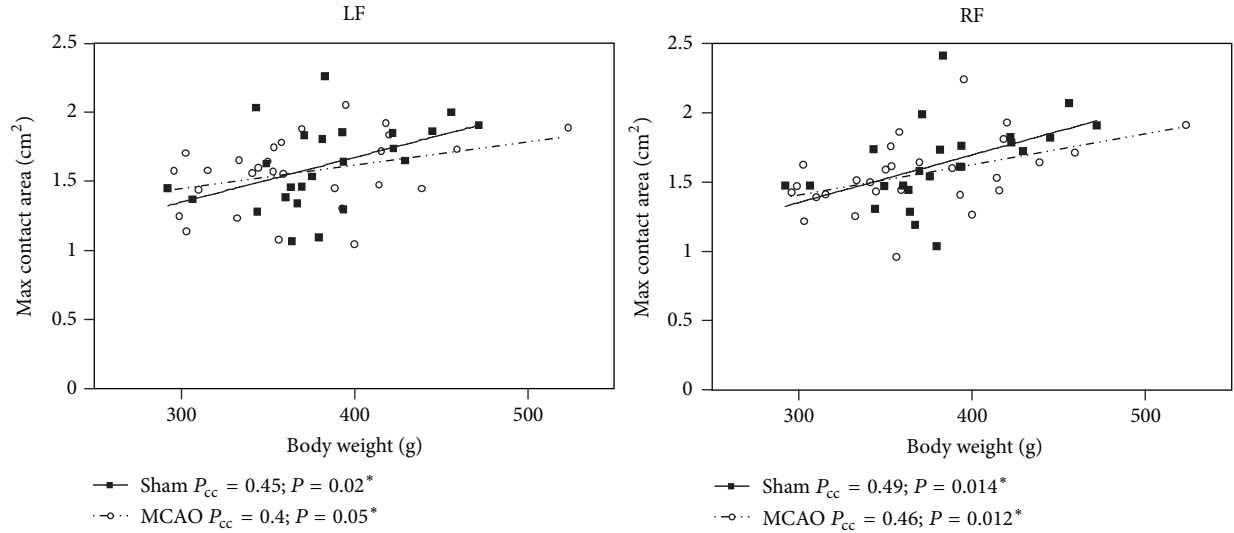 LF
Max contact area (cm²)
2.5
2
1.5
1
0.5
0
300 400 500
Body weight (g)
Sham P_cc = 0.45; P = 0.02*
MCAO P_cc = 0.4; P = 0.05*
RF
Max contact area (cm²)
2.5
2
1.5
1
0.5
0
300 400 500
Body weight (g)
Sham P_cc = 0.49; P = 0.014*
MCAO P_cc = 0.46; P = 0.012*